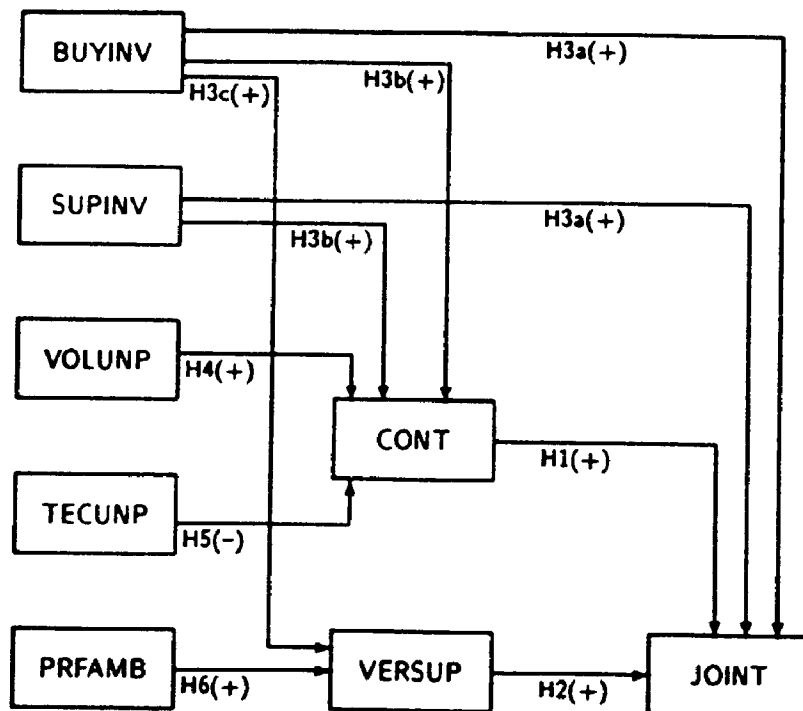 BUYINV
H3a(+)
H3b(+)
H3c(+)
SUPINV
H3a(+)
H3b(+)
VOLUNP
H4(+)
CONT
H1(+)
TECUNP
H5(-)
PRFAMB
H6(+)
VERSUP
H2(+)
JOINT